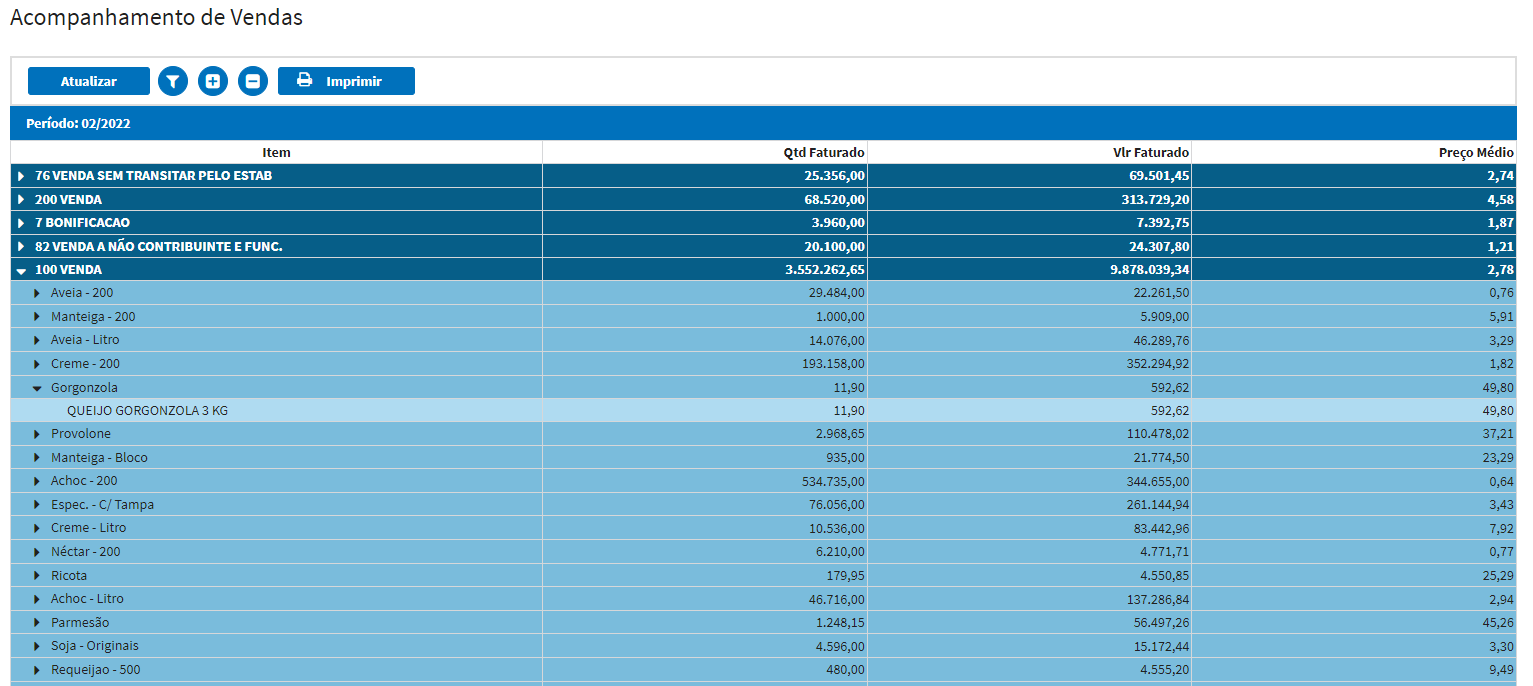 Acompanhamento de Vendas
Atualizar Imprimir
Período: 02/2022
Item Qtd Faturado Vlr Faturado Preço Médio
76 VENDA SEM TRANSITAR PELO ESTAB 25.356,00 69.501,45 2,74
200 VENDA 68.520,00 313.729,20 4,58
7 BONIFICACAO 3.960,00 7.392,75 1,87
82 VENDA A NÃO CONTRIBUINTE E FUNC. 20.100,00 24.307,80 1,21
100 VENDA 3.552.262,65 9.878.039,34 2,78
Aveia - 200 29.484,00 22.261,50 0,76
Manteiga - 200 1.000,00 5.909,00 5,91
Aveia - Litro 14.076,00 46.289,76 3,29
Creme - 200 193.158,00 352.294,92 1,82
Gorgonzola 11,90 592,62 49,80
QUEIJO GORGONZOLA 3 KG 11,90 592,62 49,80
Provolone 2.968,65 110.478,02 37,21
Manteiga - Bloco 935,00 21.774,50 23,29
Achoc - 200 534.735,00 344.655,00 0,64
Espec. - C/ Tampa 76.056,00 261.144,94 3,43
Creme - Litro 10.536,00 83.442,96 7,92
Néctar - 200 6.210,00 4.771,71 0,77
Ricota 179,95 4.550,85 25,29
Achoc - Litro 46.716,00 137.286,84 2,94
Parmesão 1.248,15 56.497,26 45,26
Soja - Originais 4.596,00 15.172,44 3,30
Requeijao - 500 480,00 4.555,20 9,49